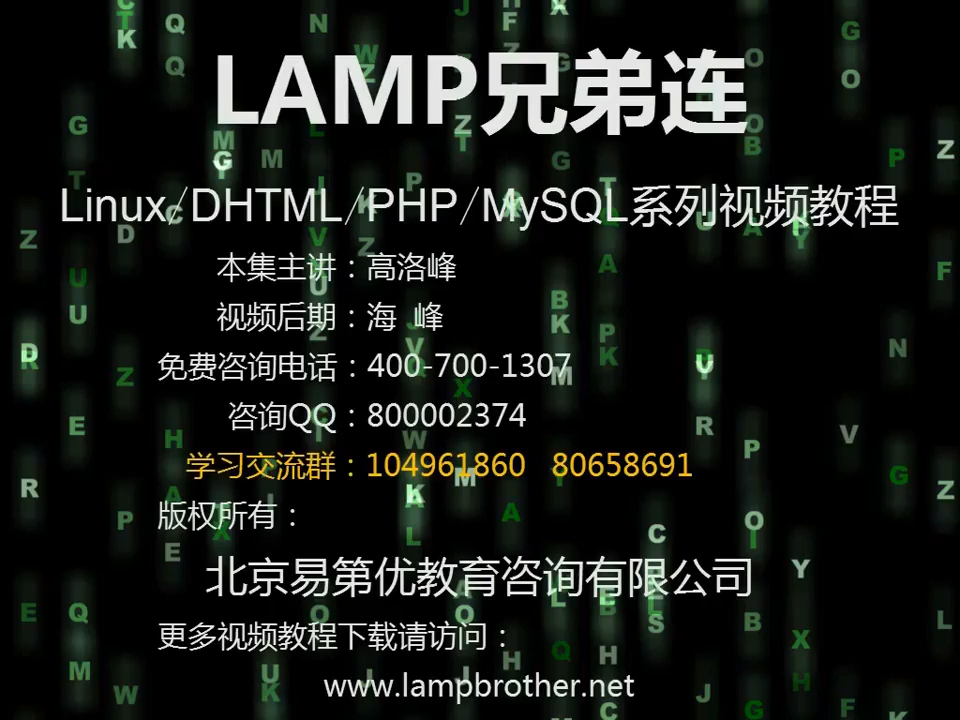 LAMP兄弟连
Linux/DHTML/PHP/MySQL系列视频教程
本集主讲：高洛峰
视频后期：海 峰
免费咨询电话：400-700-1307
咨询QQ：800002374
学习交流群：104961860 80658691
版权所有：
北京易第优教育咨询有限公司
更多视频教程下载请访问：
www.lampbrother.net